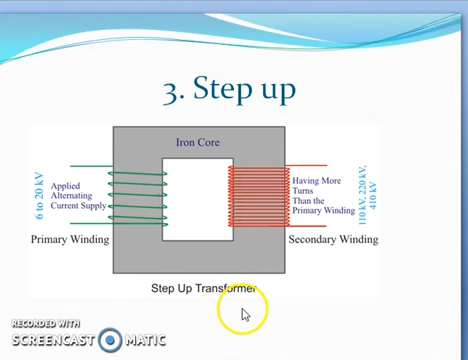 3. Step up
Iron Core
6 to 20 kV
Applied
Alternating
Current Supply
Having More
Turns
Than the
Primary Winding
110 kV, 220 kV,
410 kV
Primary Winding
Secondary Winding
Step Up Transformer
RECORDED WITH
SCREENCAST MATIC